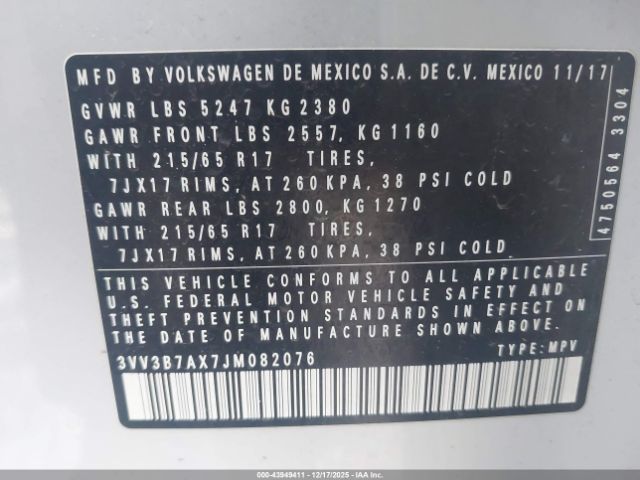 MFD BY VOLKSWAGEN DE MEXICO S.A. DE C.V. MEXICO 11/17
GVWR LBS 5247 KG 2380
GAWR FRONT LBS 2557, KG 1160
WITH 215/65 R17 TIRES,
7JX17 RIMS, AT 260 KPA, 38 PSI COLD
GAWR REAR LBS 2800, KG 1270
WITH 215/65 R17 TIRES,
7JX17 RIMS, AT 260 KPA, 38 PSI COLD
4750564 3304
THIS VEHICLE CONFORMS TO ALL APPLICABLE
U.S. FEDERAL MOTOR VEHICLE SAFETY AND
THEFT PREVENTION STANDARDS IN EFFECT ON
THE DATE OF MANUFACTURE SHOWN ABOVE.
3VV3B7AX7JM082076 TYPE: MPV
000-43949411 - 12/17/2025 - IAAI.COM